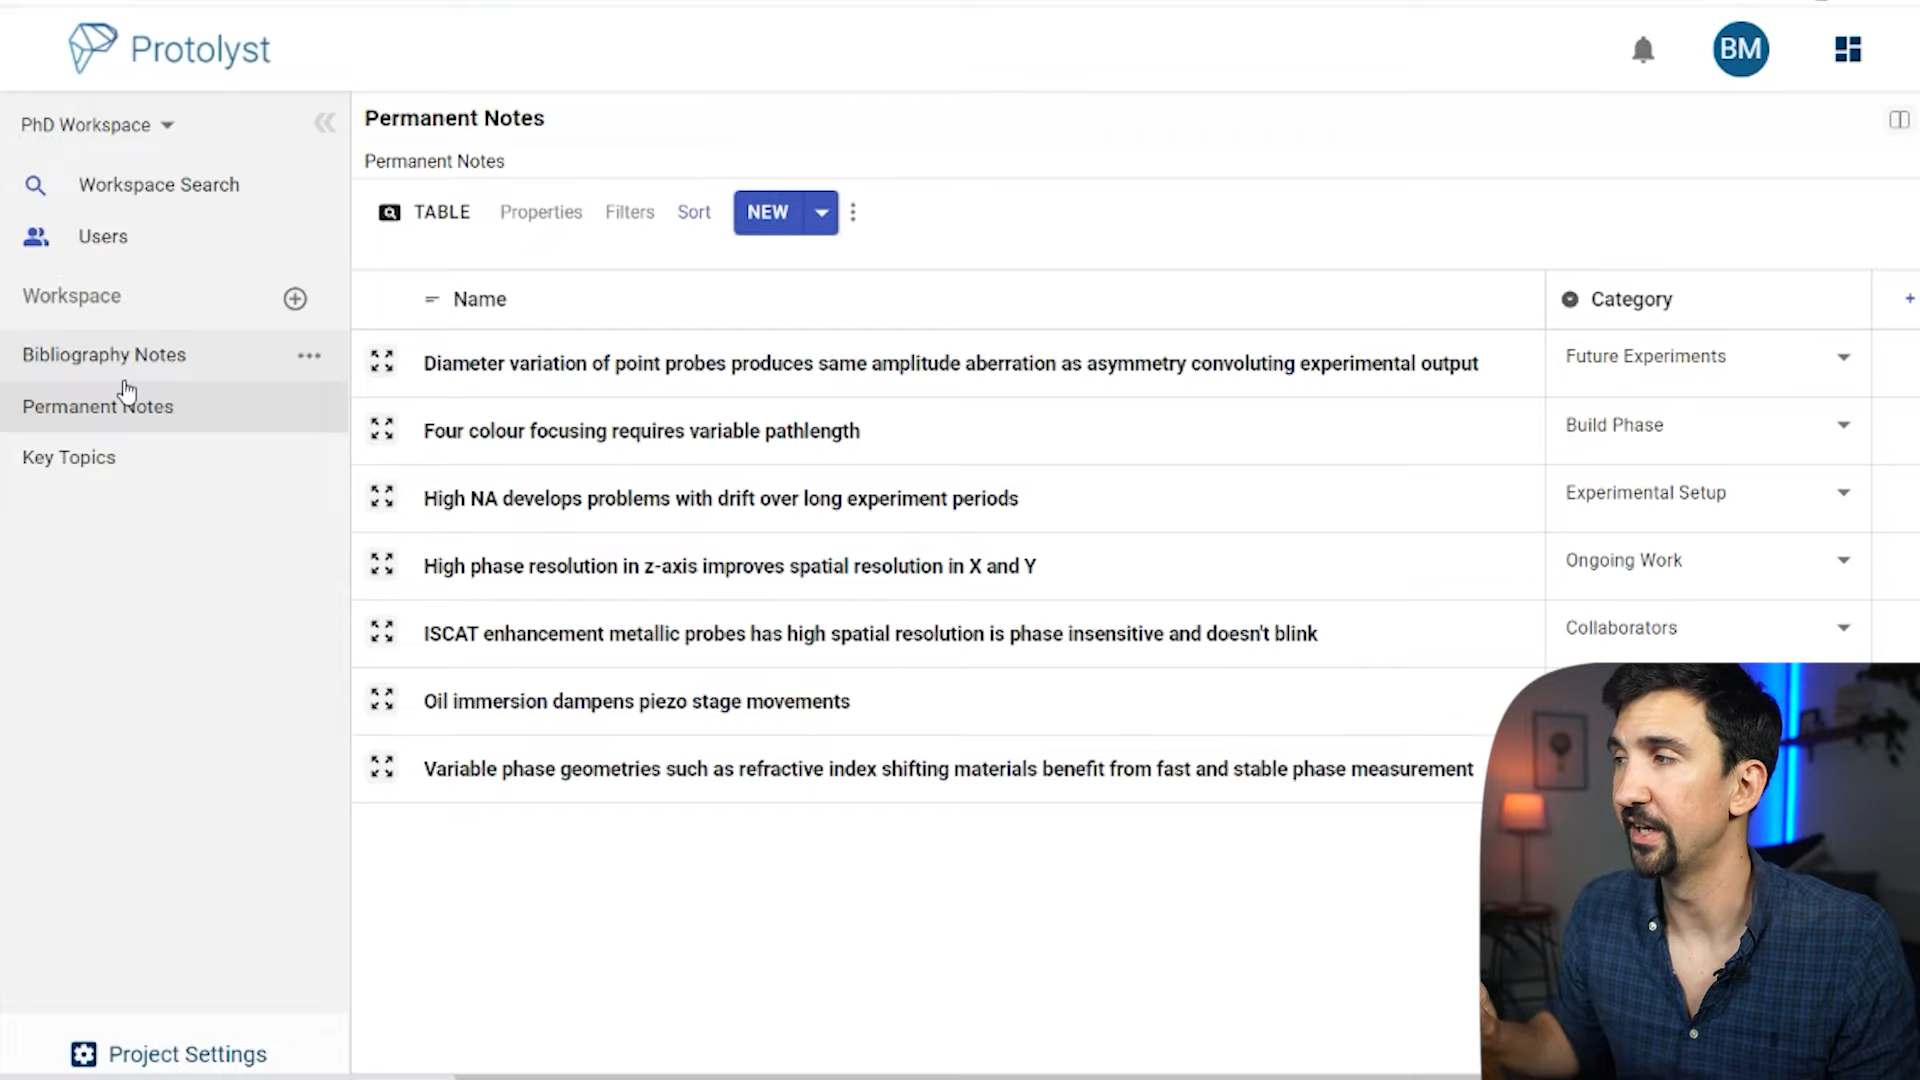 Protolyst
BM
PhD Workspace
Workspace Search
Users
Workspace
Bibliography Notes
Permanent Notes
Key Topics
Project Settings
Permanent Notes
Permanent Notes
TABLE Properties Filters Sort NEW
Name Category
Diameter variation of point probes produces same amplitude aberration as asymmetry convoluting experimental output Future Experiments
Four colour focusing requires variable pathlength Build Phase
High NA develops problems with drift over long experiment periods Experimental Setup
High phase resolution in z-axis improves spatial resolution in X and Y Ongoing Work
ISCAT enhancement metallic probes has high spatial resolution is phase insensitive and doesn't blink Collaborators
Oil immersion dampens piezo stage movements
Variable phase geometries such as refractive index shifting materials benefit from fast and stable phase measurement